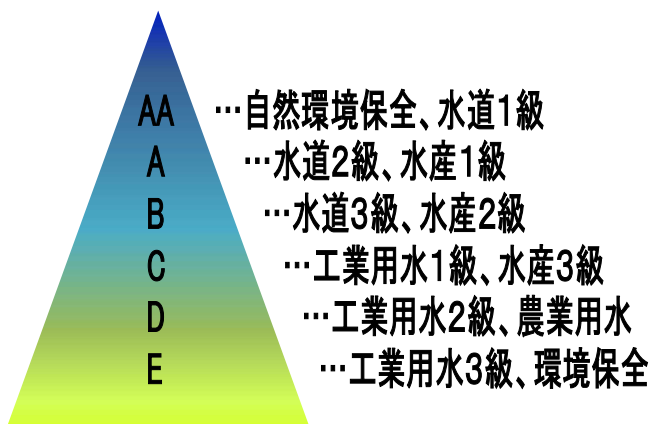 AA …自然環境保全、水道1級
A …水道2級、水産1級
B …水道3級、水産2級
C …工業用水1級、水産3級
D …工業用水2級、農業用水
E …工業用水3級、環境保全